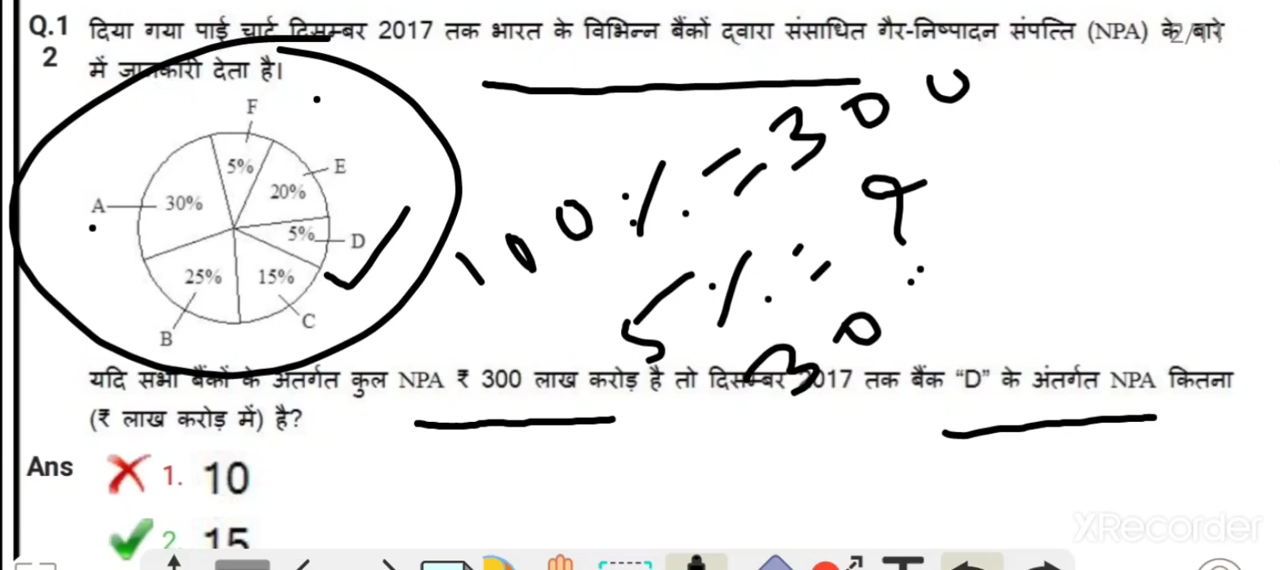 Q.1 दिया गया पाई चार्ट दिसम्बर 2017 तक भारत के विभिन्न बैंकों द्वारा संसाधित गैर-निष्पादन संपत्ति (NPA) के बारे
2 में जानकारी देता है।
F
5%
E
20%
A
30%
5%
D
25%
15%
C
B
100% = 300
5% = ?
30
यदि सभी बैंकों के अंतर्गत कुल NPA ₹ 300 लाख करोड़ है तो दिसम्बर 2017 तक बैंक “D” के अंतर्गत NPA कितना
(₹ लाख करोड़ में) है?
Ans
1. 10
2. 15
XRecorder